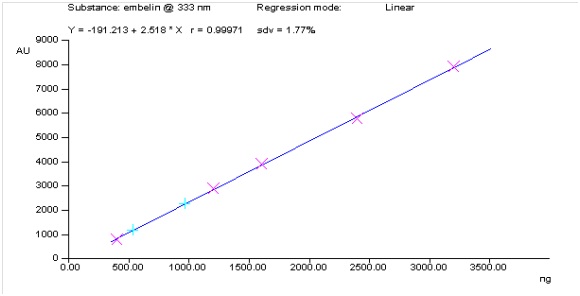 Substance: embelin @ 333 nm Regression mode: Linear
Y = -191.213 + 2.518 * X r = 0.99971 sdv = 1.77%
AU
9000
8000
7000
6000
5000
4000
3000
2000
1000
0
0.00 500.00 1000.00 1500.00 2000.00 2500.00 3000.00 3500.00
ng